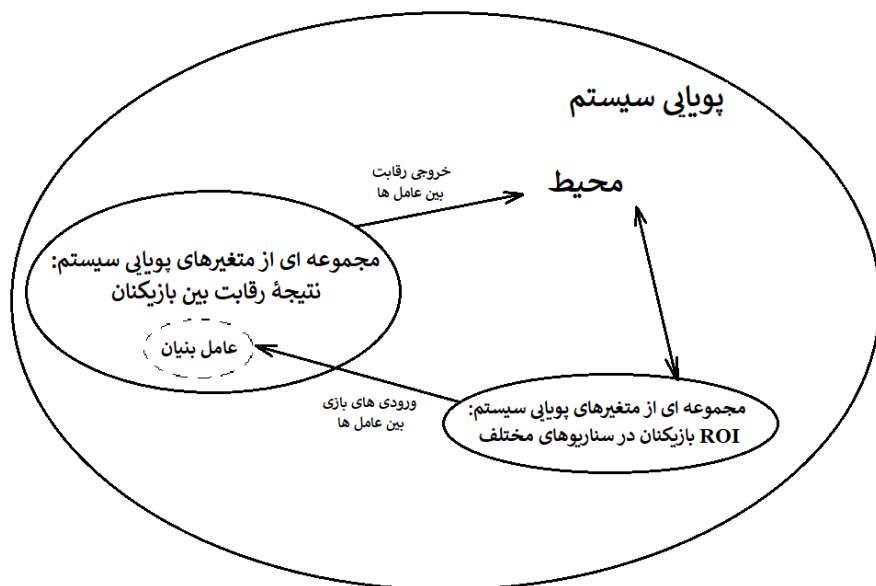 پویایی سیستم
محیط
خروجی رقابت
بین عامل ها
مجموعه ای از متغیرهای پویایی سیستم:
نتیجۀ رقابت بین بازیکنان
عامل بنیان
ورودی های بازی
بین عامل ها
مجموعه ای از متغیرهای پویایی سیستم:
ROI بازیکنان در سناریوهای مختلف